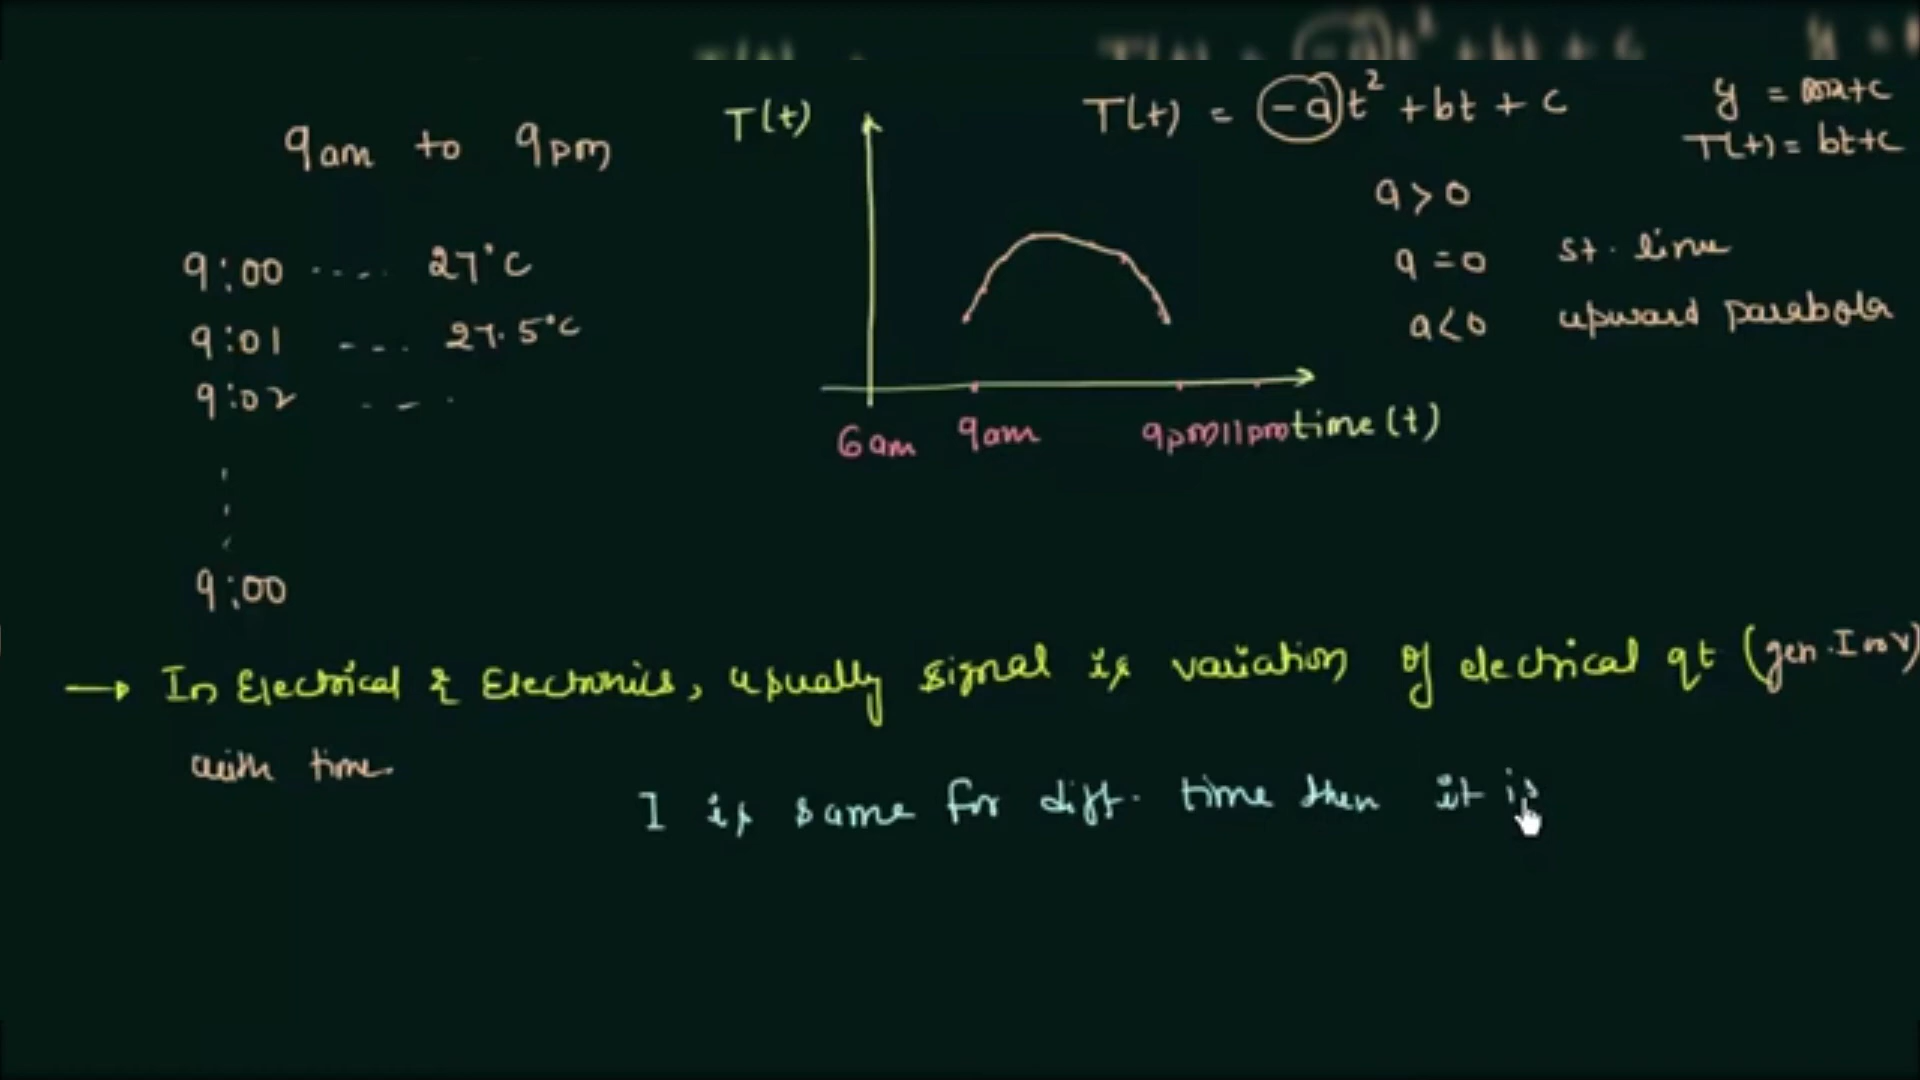 9am to 9pm
9:00 .... 27°C
9:01 --- . 27.5°C
9:02 . - - .
9:00
T(t)
6am 9am 9pm 11pm time (t)
T(t) = -at² + bt + c
a > 0
a = 0 st. line
a < 0 upward parabola
y = mx+c
T(t) = bt+c
→ In Electrical & Electronics, usually signal is variation of electrical qt (gen. I or V)
with time.
I is same for diff. time then it is